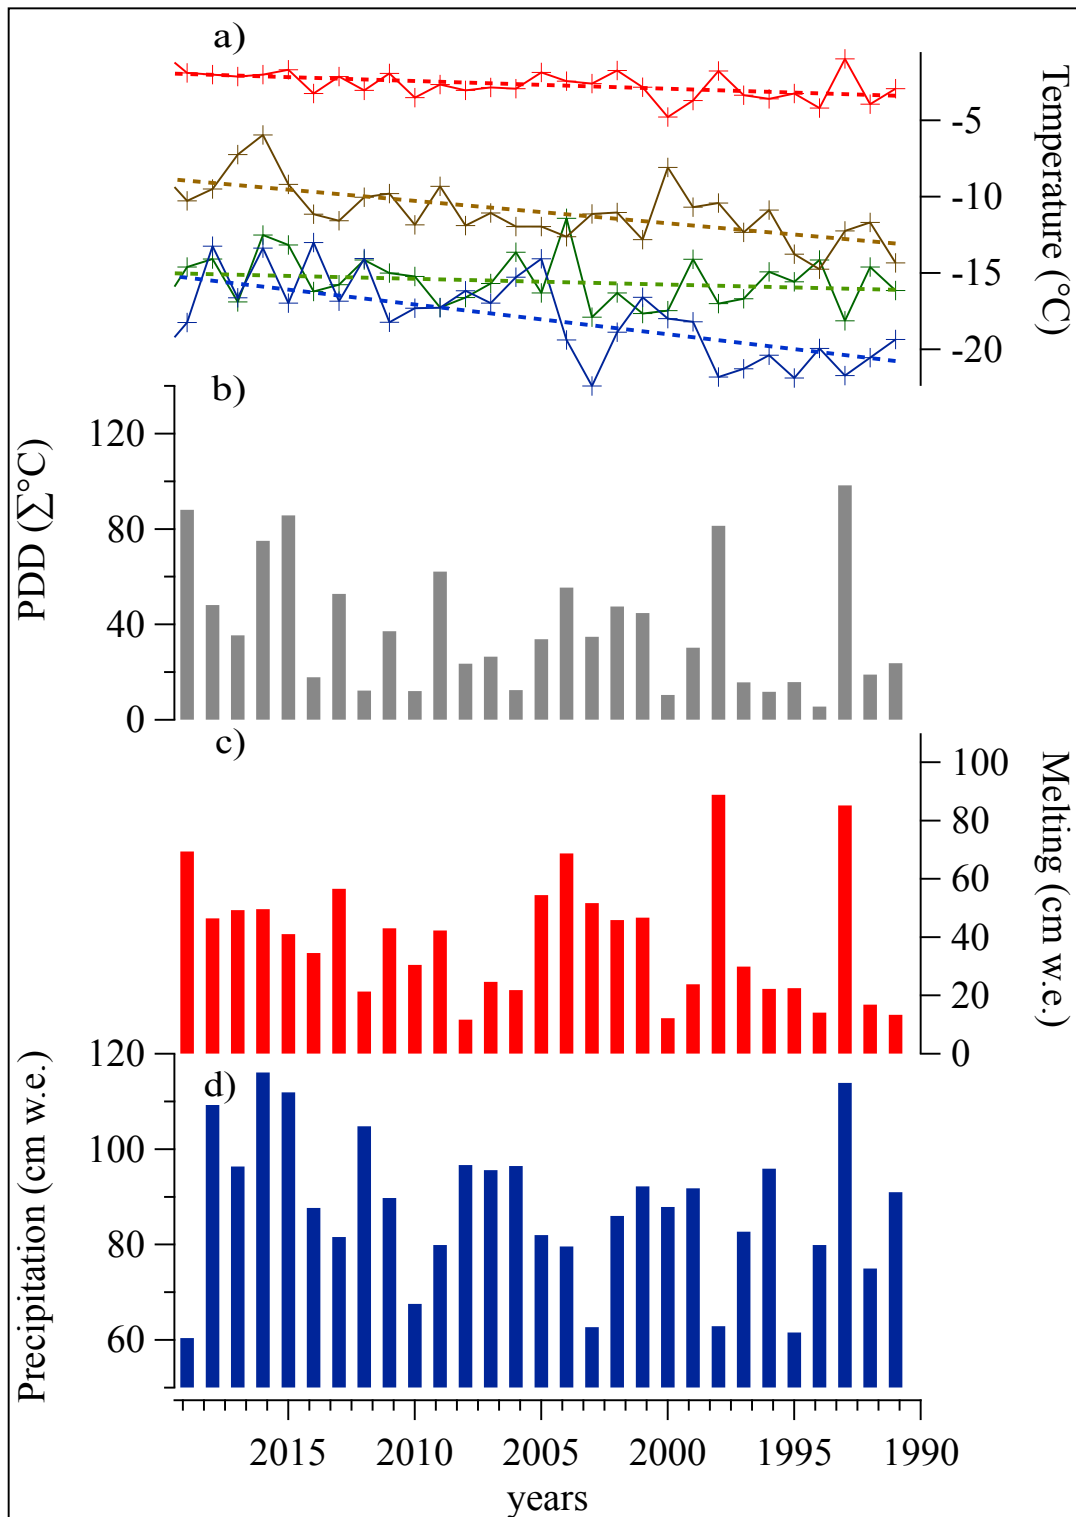 a)
-5
-10
-15
-20
Temperature (°C)
b)
120
80
40
0
PDD (∑°C)
c)
100
80
60
40
20
0
Melting (cm w.e.)
d)
120
100
80
60
Precipitation (cm w.e.)
2015 2010 2005 2000 1995 1990
years